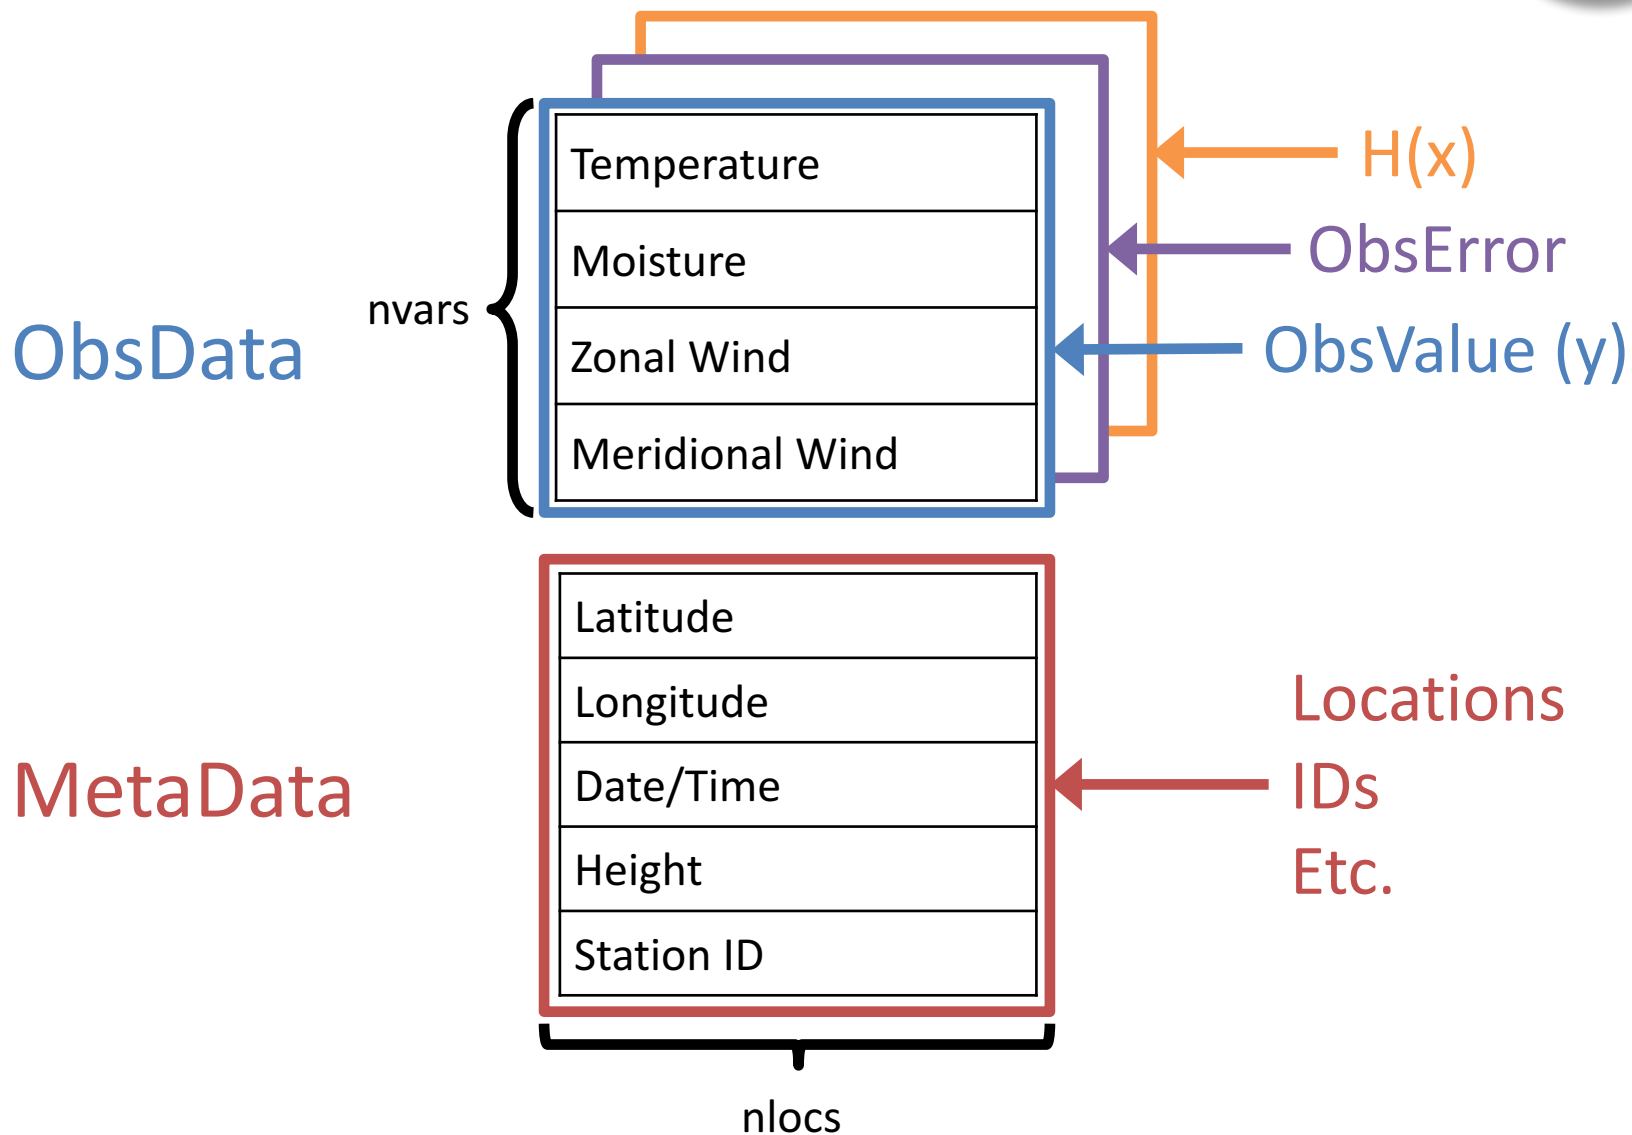 ObsData
nvars
Temperature
Moisture
Zonal Wind
Meridional Wind
H(x)
ObsError
ObsValue (y)
MetaData
Latitude
Longitude
Date/Time
Height
Station ID
Locations
IDs
Etc.
nlocs